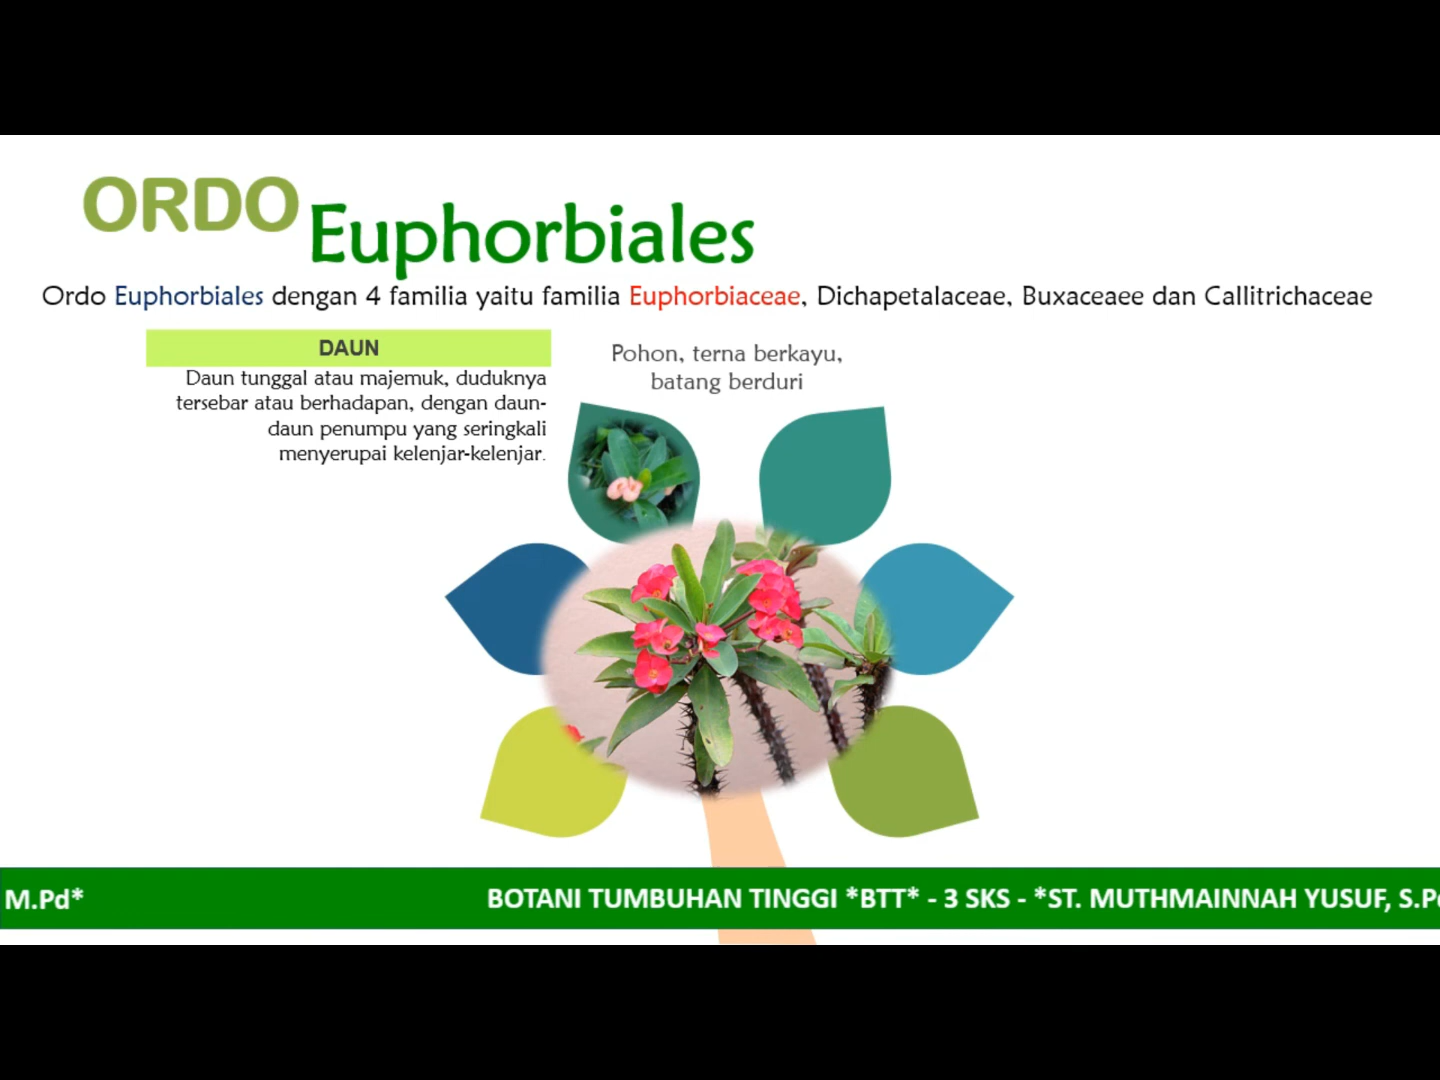 ORDO Euphorbiales
Ordo Euphorbiales dengan 4 familia yaitu familia Euphorbiaceae, Dichapetalaceae, Buxaceaee dan Callitrichaceae
DAUN
Daun tunggal atau majemuk, duduknya
tersebar atau berhadapan, dengan daun-
daun penumpu yang seringkali
menyerupai kelenjar-kelenjar.
Pohon, terna berkayu,
batang berduri
M.Pd* BOTANI TUMBUHAN TINGGI *BTT* - 3 SKS - *ST. MUTHMAINNAH YUSUF, S.Pd